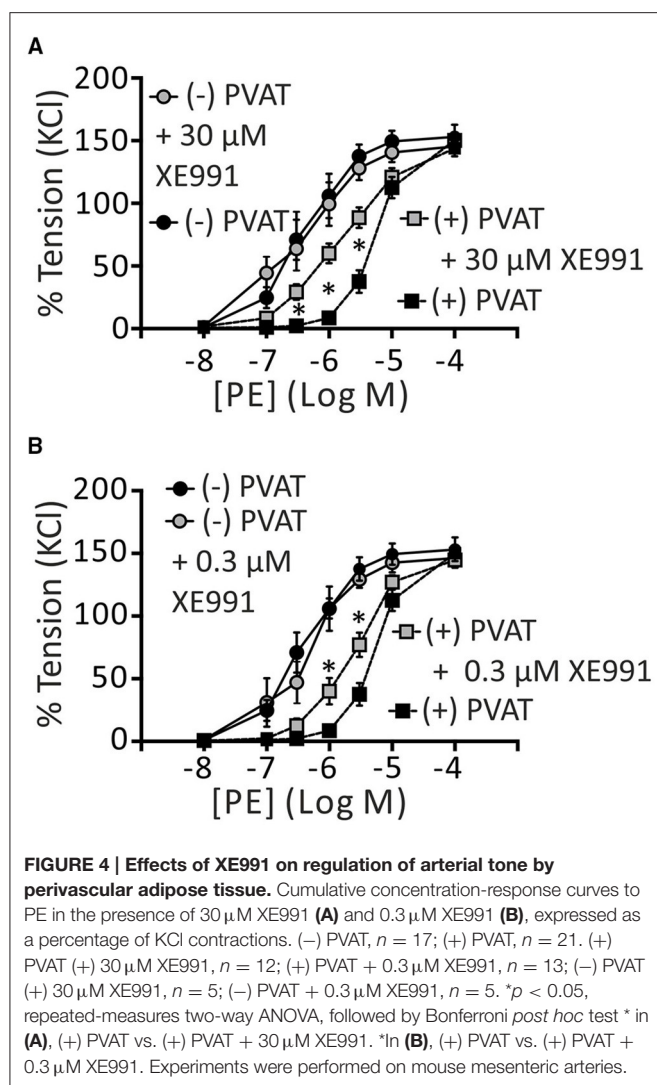 A
200
150
100
50
0
% Tension (KCl)
(-) PVAT
+ 30 µM
XE991
(-) PVAT
(+) PVAT
+ 30 µM XE991
(+) PVAT
*
*
*
-8 -7 -6 -5 -4
[PE] (Log M)
B
200
150
100
50
0
% Tension (KCl)
(-) PVAT
(-) PVAT
+ 0.3 µM
XE991
(+) PVAT
+ 0.3 µM XE991
(+) PVAT
*
*
-8 -7 -6 -5 -4
[PE] (Log M)
FIGURE 4 | Effects of XE991 on regulation of arterial tone by
perivascular adipose tissue. Cumulative concentration-response curves to
PE in the presence of 30 µM XE991 (A) and 0.3 µM XE991 (B), expressed as
a percentage of KCl contractions. (−) PVAT, n = 17; (+) PVAT, n = 21. (+)
PVAT (+) 30 µM XE991, n = 12; (+) PVAT + 0.3 µM XE991, n = 13; (−) PVAT
(+) 30 µM XE991, n = 5; (−) PVAT + 0.3 µM XE991, n = 5. *p < 0.05,
repeated-measures two-way ANOVA, followed by Bonferroni post hoc test * in
(A), (+) PVAT vs. (+) PVAT + 30 µM XE991. *In (B), (+) PVAT vs. (+) PVAT +
0.3 µM XE991. Experiments were performed on mouse mesenteric arteries.